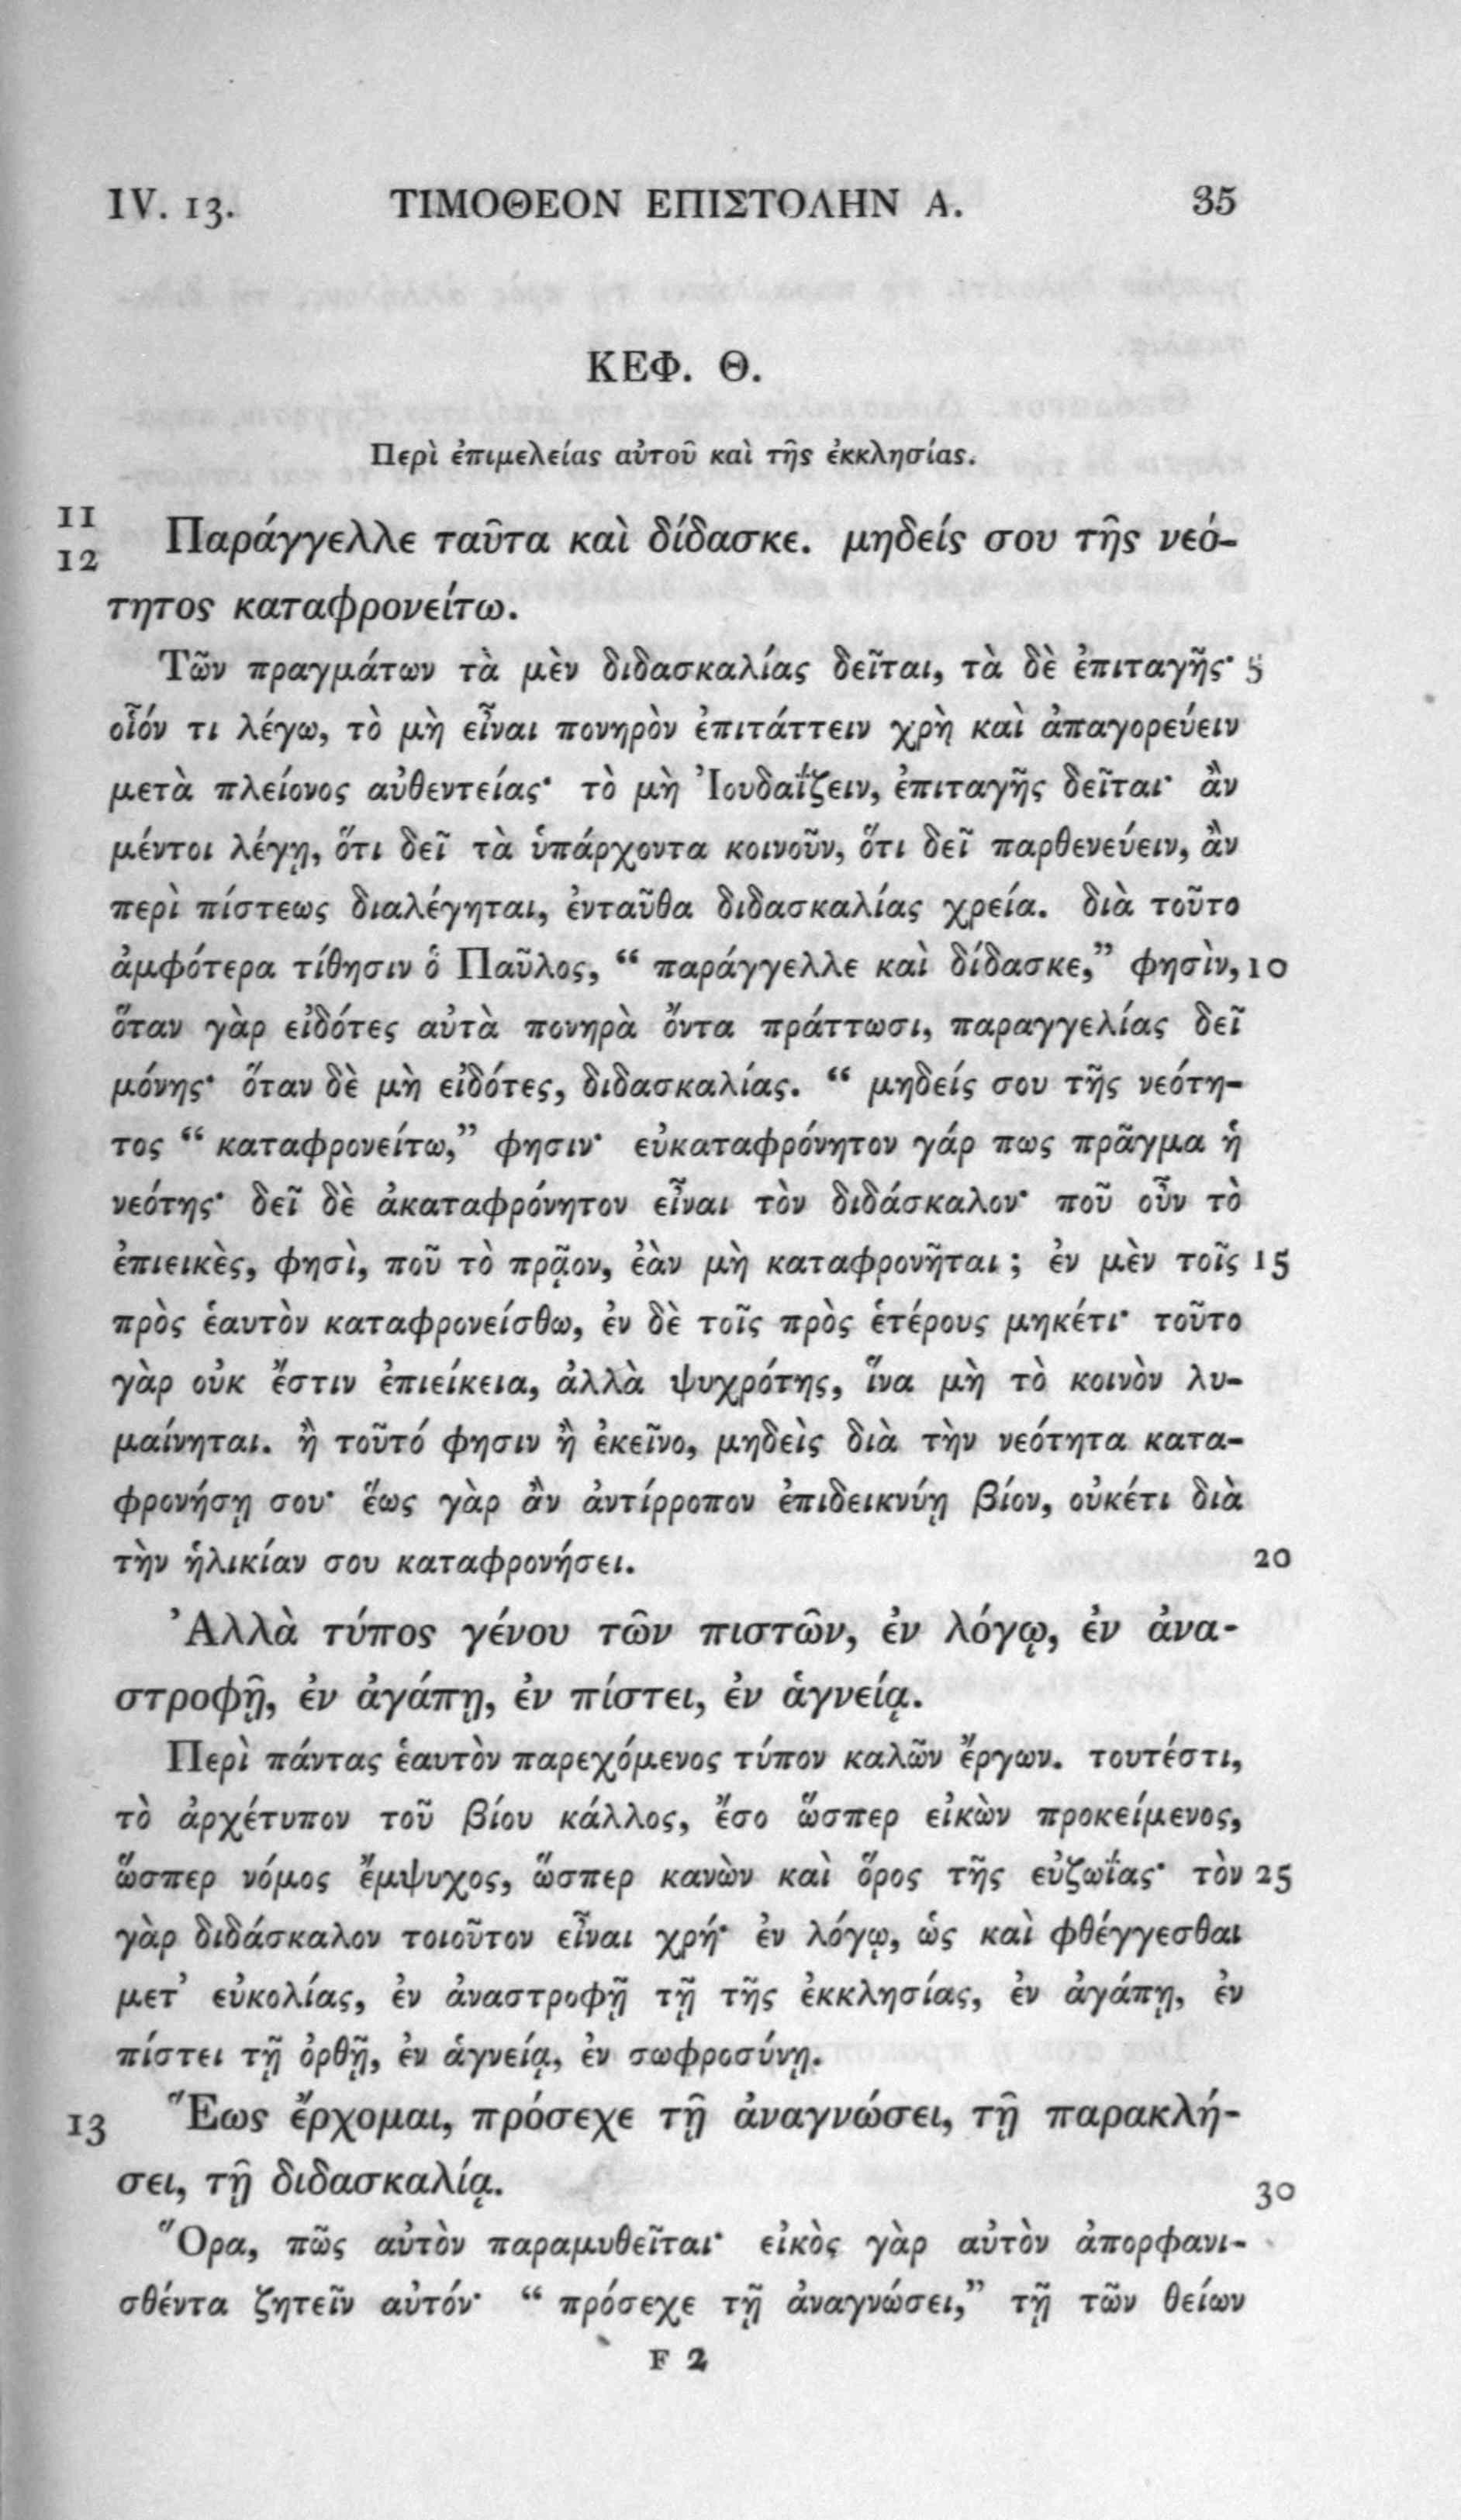 IV. 13. ΤΙΜΟΘΕΟΝ ΕΠΙΣΤΟΛΗΝ Α. 35
ΚΕΦ. Θ.
Περὶ ἐπιμελείας αὐτοῦ καὶ τῆς ἐκκλησίας.
11 Παράγγελλε ταῦτα καὶ δίδασκε. μηδείς σου τῆς νεό-
12
τητος καταφρονείτω.
Τῶν πραγμάτων τὰ μὲν διδασκαλίας δεῖται, τὰ δὲ ἐπιταγῆς· 5
οἷόν τι λέγω, τὸ μὴ εἶναι πονηρὸν ἐπιτάττειν χρὴ καὶ ἀπαγορεύειν
μετὰ πλείονος αὐθεντείας· τὸ μὴ Ἰουδαΐζειν, ἐπιταγῆς δεῖται· ἂν
μέντοι λέγῃ, ὅτι δεῖ τὰ ὑπάρχοντα κοινοῦν, ὅτι δεῖ παρθενεύειν, ἂν
περὶ πίστεως διαλέγηται, ἐνταῦθα διδασκαλίας χρεία. διὰ τοῦτο
ἀμφότερα τίθησιν ὁ Παῦλος, “ παράγγελλε καὶ δίδασκε,” φησὶν, 10
ὅταν γὰρ εἰδότες αὐτὰ πονηρὰ ὄντα πράττωσι, παραγγελίας δεῖ
μόνης· ὅταν δὲ μὴ εἰδότες, διδασκαλίας. “ μηδείς σου τῆς νεότη-
τος “ καταφρονείτω,” φησιν· εὐκαταφρόνητον γάρ πως πρᾶγμα ἡ
νεότης· δεῖ δὲ ἀκαταφρόνητον εἶναι τὸν διδάσκαλον· ποῦ οὖν τὸ
ἐπιεικὲς, φησὶ, ποῦ τὸ πρᾷον, ἐὰν μὴ καταφρονῆται ; ἐν μὲν τοῖς 15
πρὸς ἑαυτὸν καταφρονείσθω, ἐν δὲ τοῖς πρὸς ἑτέρους μηκέτι· τοῦτο
γὰρ οὐκ ἔστιν ἐπιείκεια, ἀλλὰ ψυχρότης, ἵνα μὴ τὸ κοινὸν λυ-
μαίνηται. ἢ τοῦτό φησιν ἢ ἐκεῖνο, μηδεὶς διὰ τὴν νεότητα κατα-
φρονήσῃ σου· ἕως γὰρ ἂν ἀντίρροπον ἐπιδεικνύῃ βίον, οὐκέτι διὰ
τὴν ἡλικίαν σου καταφρονήσει. 20
Ἀλλὰ τύπος γένου τῶν πιστῶν, ἐν λόγῳ, ἐν ἀνα-
στροφῇ, ἐν ἀγάπῃ, ἐν πίστει, ἐν ἁγνείᾳ.
Περὶ πάντας ἑαυτὸν παρεχόμενος τύπον καλῶν ἔργων. τουτέστι,
τὸ ἀρχέτυπον τοῦ βίου κάλλος, ἔσο ὥσπερ εἰκὼν προκείμενος,
ὥσπερ νόμος ἔμψυχος, ὥσπερ κανὼν καὶ ὅρος τῆς εὐζωΐας· τὸν 25
γὰρ διδάσκαλον τοιοῦτον εἶναι χρή· ἐν λόγῳ, ὡς καὶ φθέγγεσθαι
μετ’ εὐκολίας, ἐν ἀναστροφῇ τῇ τῆς ἐκκλησίας, ἐν ἀγάπῃ, ἐν
πίστει τῇ ὀρθῇ, ἐν ἁγνείᾳ, ἐν σωφροσύνῃ.
13 Ἕως ἔρχομαι, πρόσεχε τῇ ἀναγνώσει, τῇ παρακλή-
σει, τῇ διδασκαλίᾳ. 30
Ὅρα, πῶς αὐτὸν παραμυθεῖται· εἰκὸς γὰρ αὐτὸν ἀπορφανι-
σθέντα ζητεῖν αὐτόν· “ πρόσεχε τῇ ἀναγνώσει,” τῇ τῶν θείων
F 2